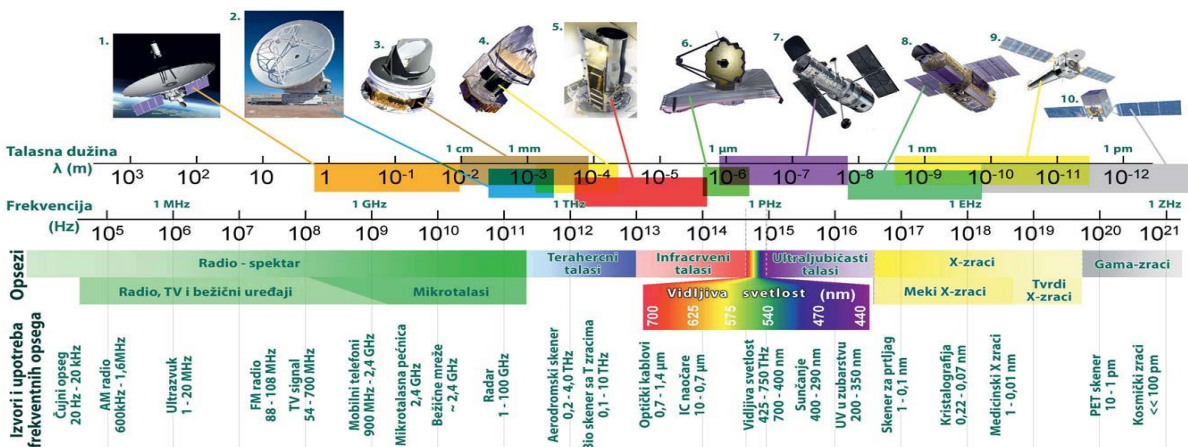 1.
2.
3.
4.
5.
6.
7.
8.
9.
10.
Talasna dužina
λ (m)
1 cm
1 mm
1 μm
1 nm
1 pm
10³ 10² 10 1 10⁻¹ 10⁻² 10⁻³ 10⁻⁴ 10⁻⁵ 10⁻⁶ 10⁻⁷ 10⁻⁸ 10⁻⁹ 10⁻¹⁰ 10⁻¹¹ 10⁻¹²
Frekvencija
(Hz)
1 MHz
1 GHz
1 THz
1 PHz
1 EHz
1 ZHz
10⁵ 10⁶ 10⁷ 10⁸ 10⁹ 10¹⁰ 10¹¹ 10¹² 10¹³ 10¹⁴ 10¹⁵ 10¹⁶ 10¹⁷ 10¹⁸ 10¹⁹ 10²⁰ 10²¹
Opsezi
Radio - spektar
Radio, TV i bežični uređaji
Mikrotalasi
Terahercni
talasi
Infracrveni
talasi
Ultraljubičasti
talasi
Vidljiva svetlost (nm)
700 625 575 540 470 440
X-zraci
Meki X-zraci
Tvrdi
X-zraci
Gama-zraci
Izvori i upotreba
frekventnih opsega
Čujni opseg
20 Hz - 20 kHz
AM radio
600kHz - 1,6MHz
Ultrazvuk
1 - 20 MHz
FM radio
88 - 108 MHz
TV signal
54 - 700 MHz
Mobilni telefoni
900 MHz - 2,4 GHz
Mikrotalasna pećnica
2,4 GHz
Bežične mreže
~ 2,4 GHz
Radar
1 - 100 GHz
Aerodromski skener
0,2 - 4,0 THz
Bio skener sa T zracima
0,1 - 10 THz
Optički kablovi
0,7 - 1,4 μm
IC naočare
10 - 0,7 μm
Vidljiva svetlost
425 - 750 THz
700 - 400 nm
Sunčanje
400 - 290 nm
UV u zubarstvu
200 - 350 nm
Skener za prtljag
1 - 0,1 nm
Kristalografija
0,22 - 0,07 nm
Medicinski X zraci
1 - 0,01 nm
PET skener
10 - 1 pm
Kosmički zraci
<< 100 pm